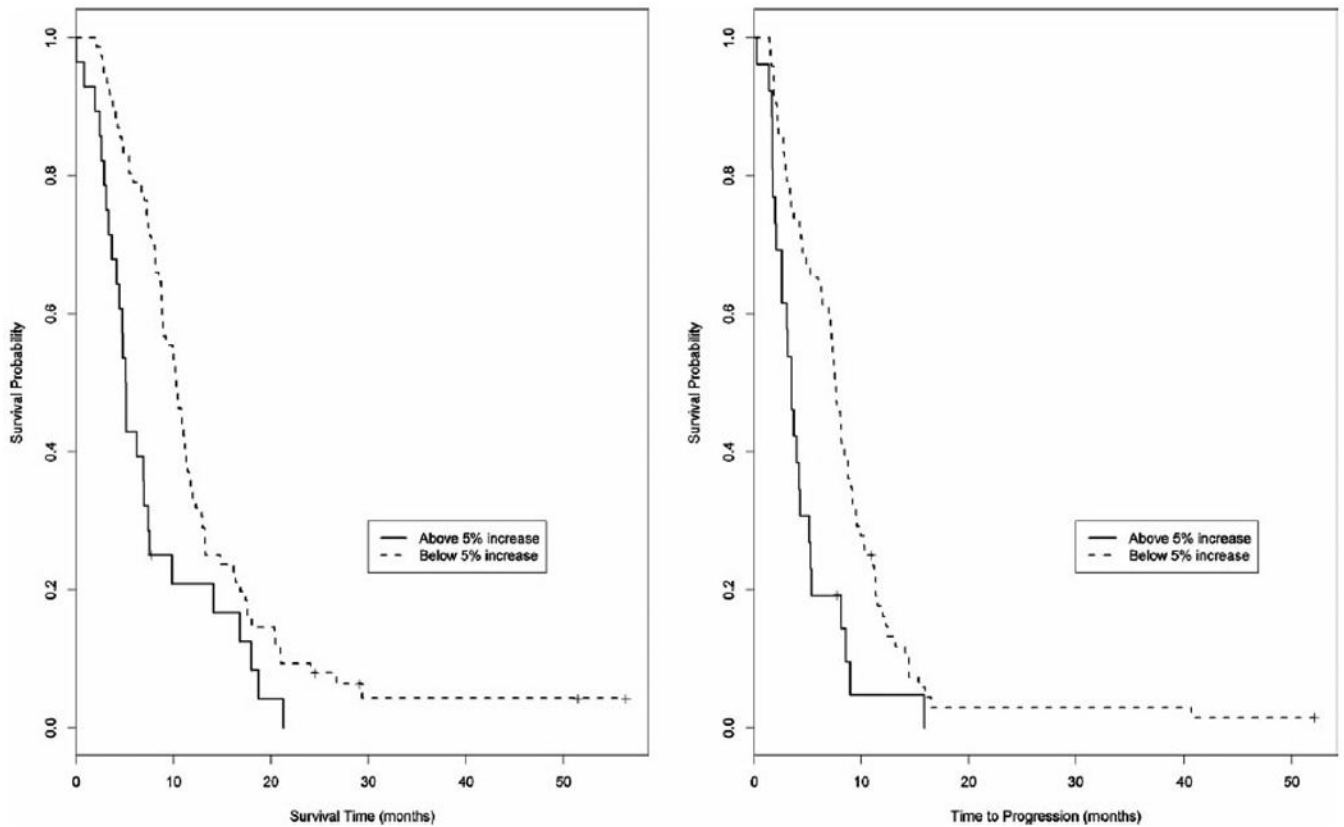 1.0
0.8
0.6
0.4
0.2
0.0
Survival Probability
Above 5% increase
Below 5% increase
0 10 20 30 40 50
Survival Time (months)
1.0
0.8
0.6
0.4
0.2
0.0
Survival Probability
Above 5% increase
Below 5% increase
0 10 20 30 40 50
Time to Progression (months)